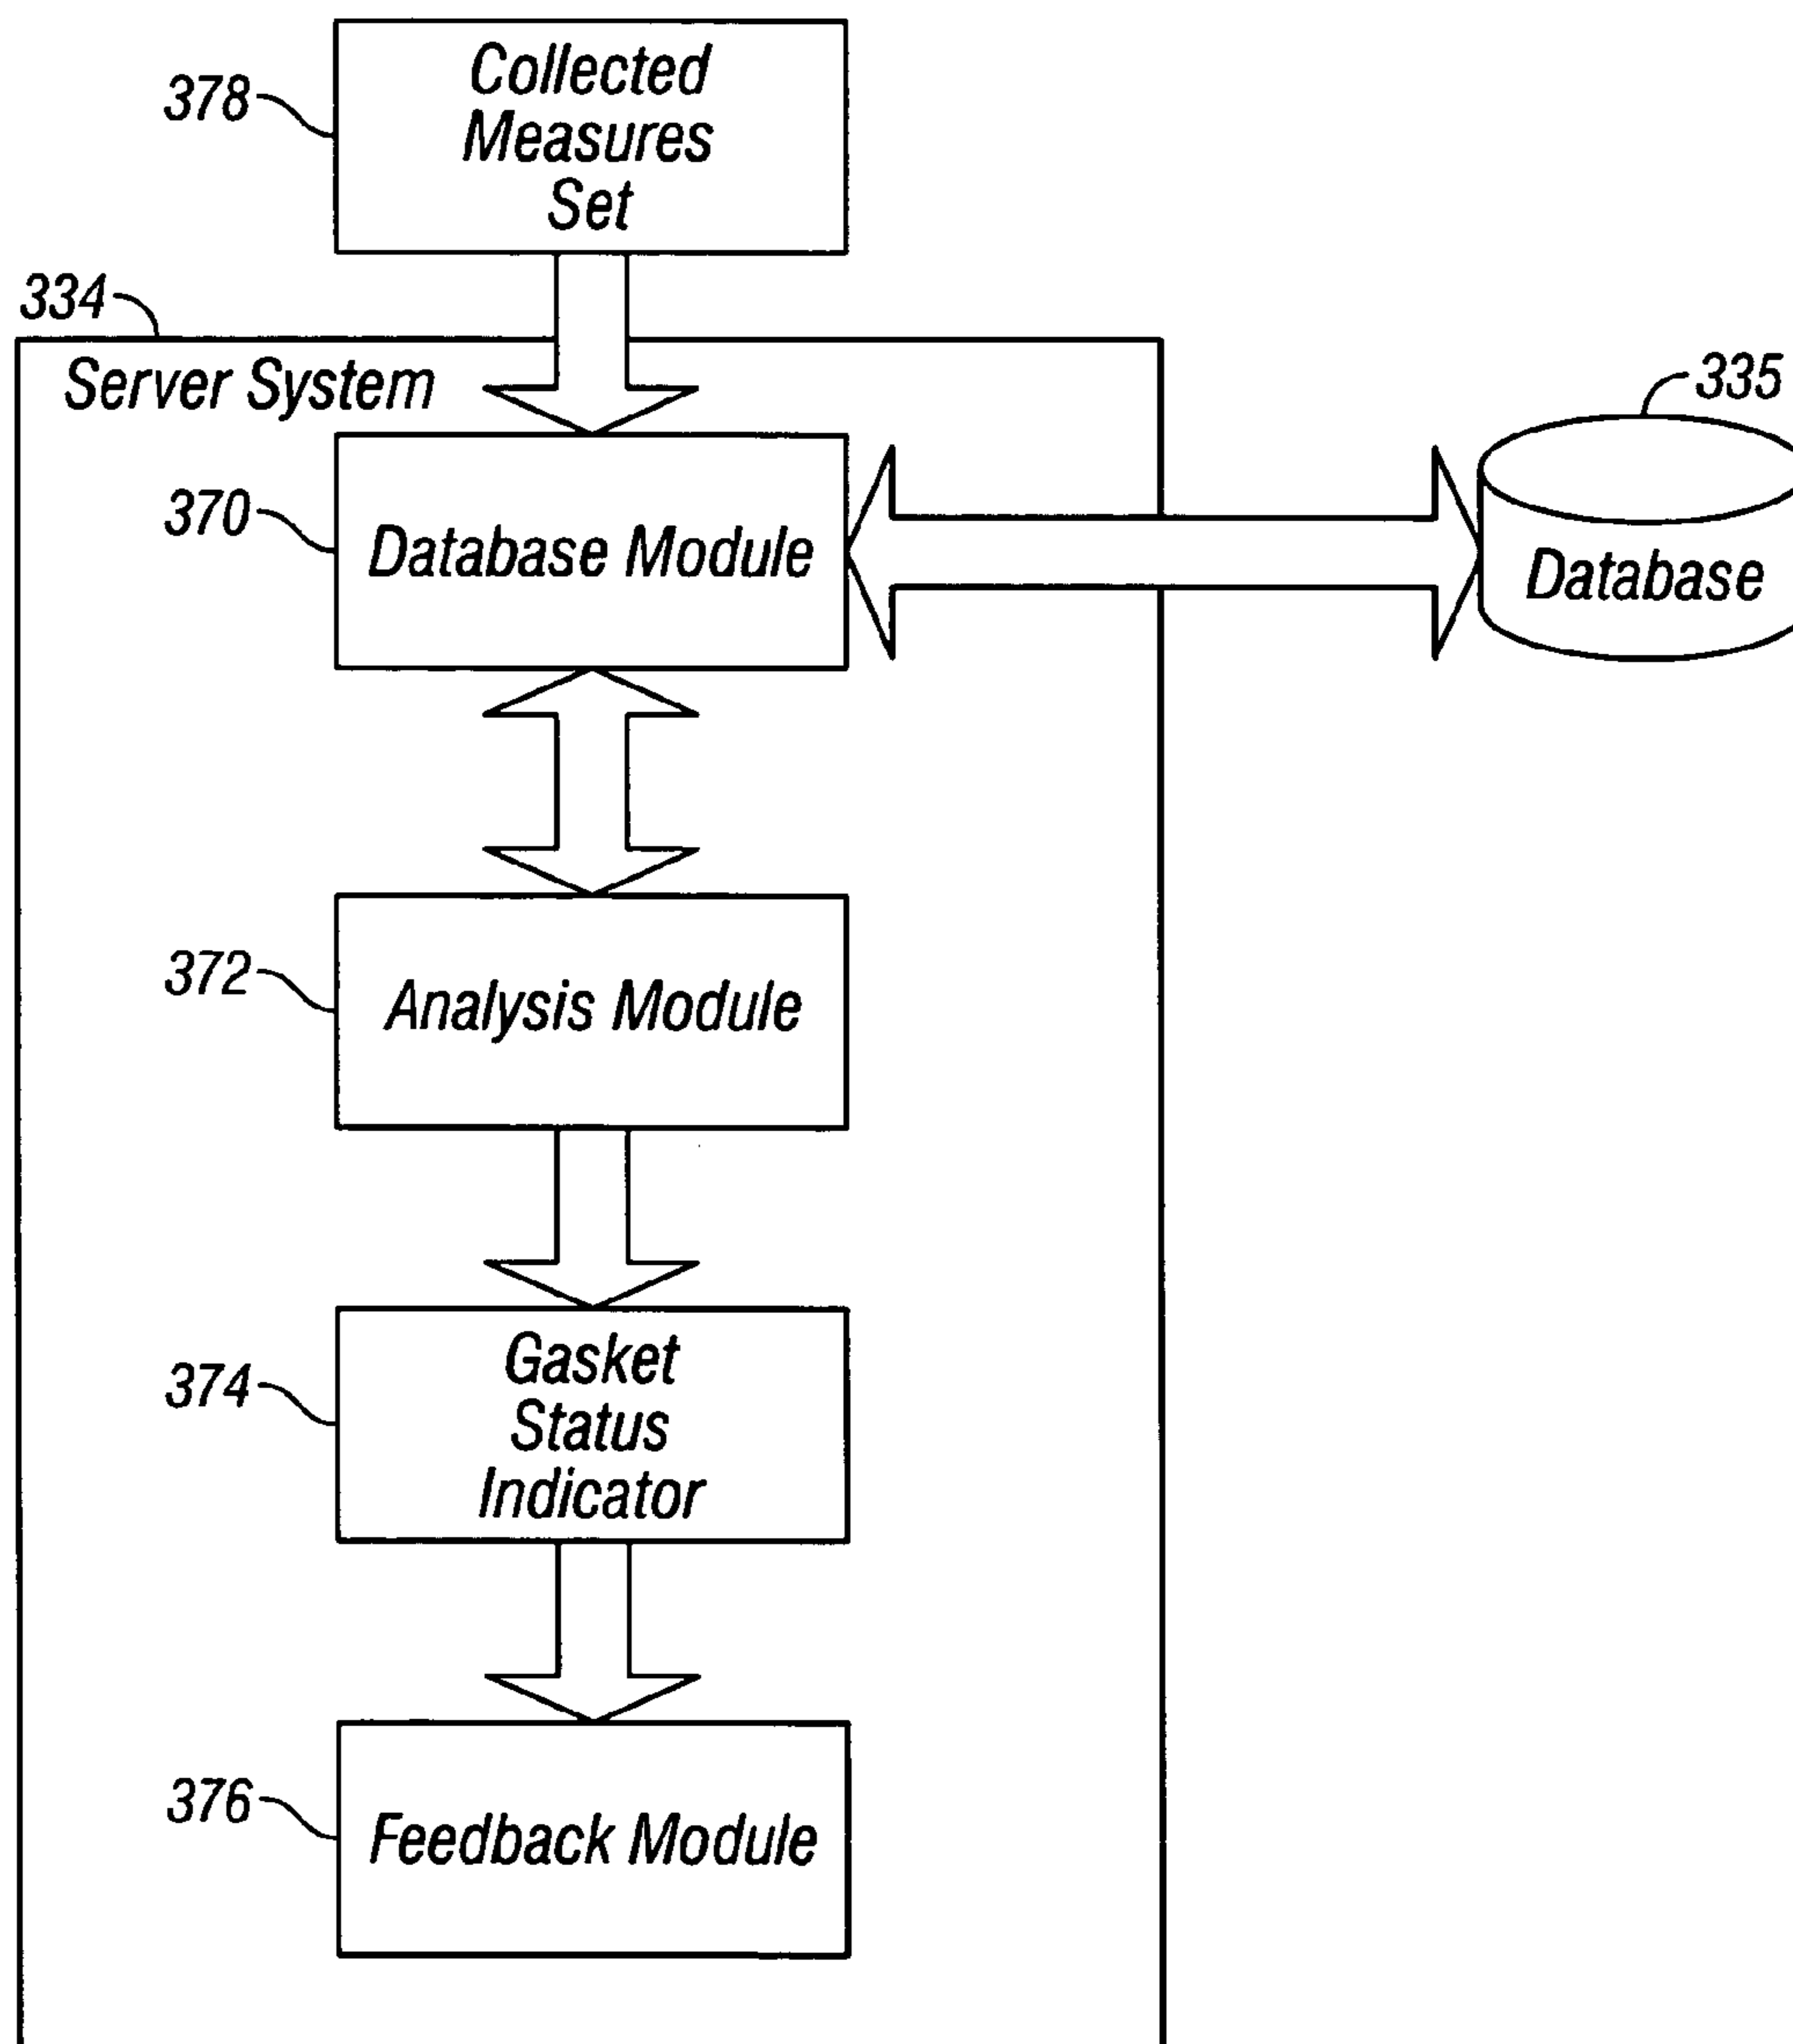 378
Collected
Measures
Set
334
Server System
335
370
Database Module
Database
372
Analysis Module
374
Gasket
Status
Indicator
376
Feedback Module